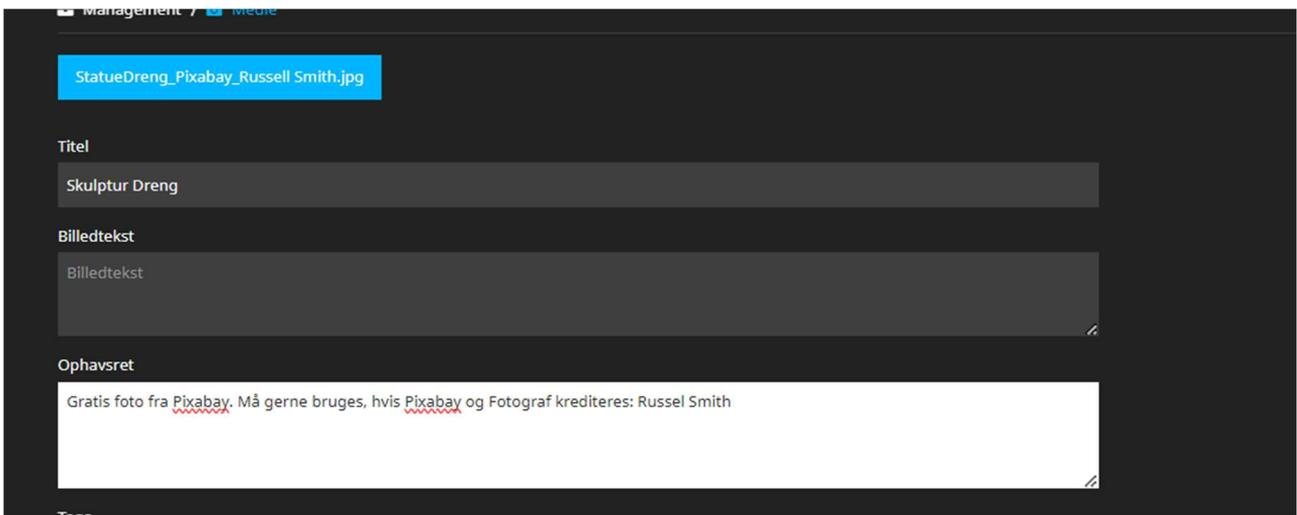 Management / Medie
StatueDreng_Pixabay_Russell Smith.jpg
Titel
Skulptur Dreng
Billedtekst
Billedtekst
Ophavsret
Gratis foto fra Pixabay. Må gerne bruges, hvis Pixabay og Fotograf krediteres: Russel Smith